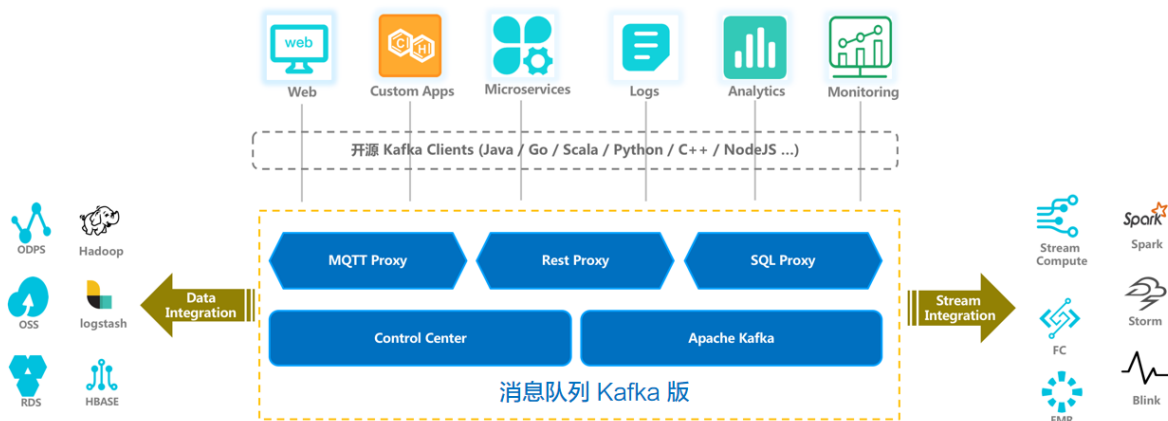 web
Web
Custom Apps
Microservices
Logs
Analytics
Monitoring
开源 Kafka Clients (Java / Go / Scala / Python / C++ / NodeJS ...)
ODPS
Hadoop
OSS
logstash
RDS
HBASE
Data
Integration
MQTT Proxy
Rest Proxy
SQL Proxy
Control Center
Apache Kafka
消息队列 Kafka 版
Stream
Integration
Stream
Compute
Spark
Spark
FC
Storm
EMR
Blink